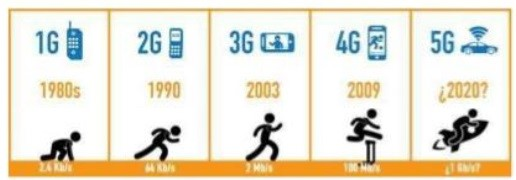 1G 2G 3G 4G 5G
1980s 1990 2003 2009 ¿2020?
2,4 Kb/s 64 Kb/s 2 Mb/s 100 Mb/s ¿1 Gb/s?